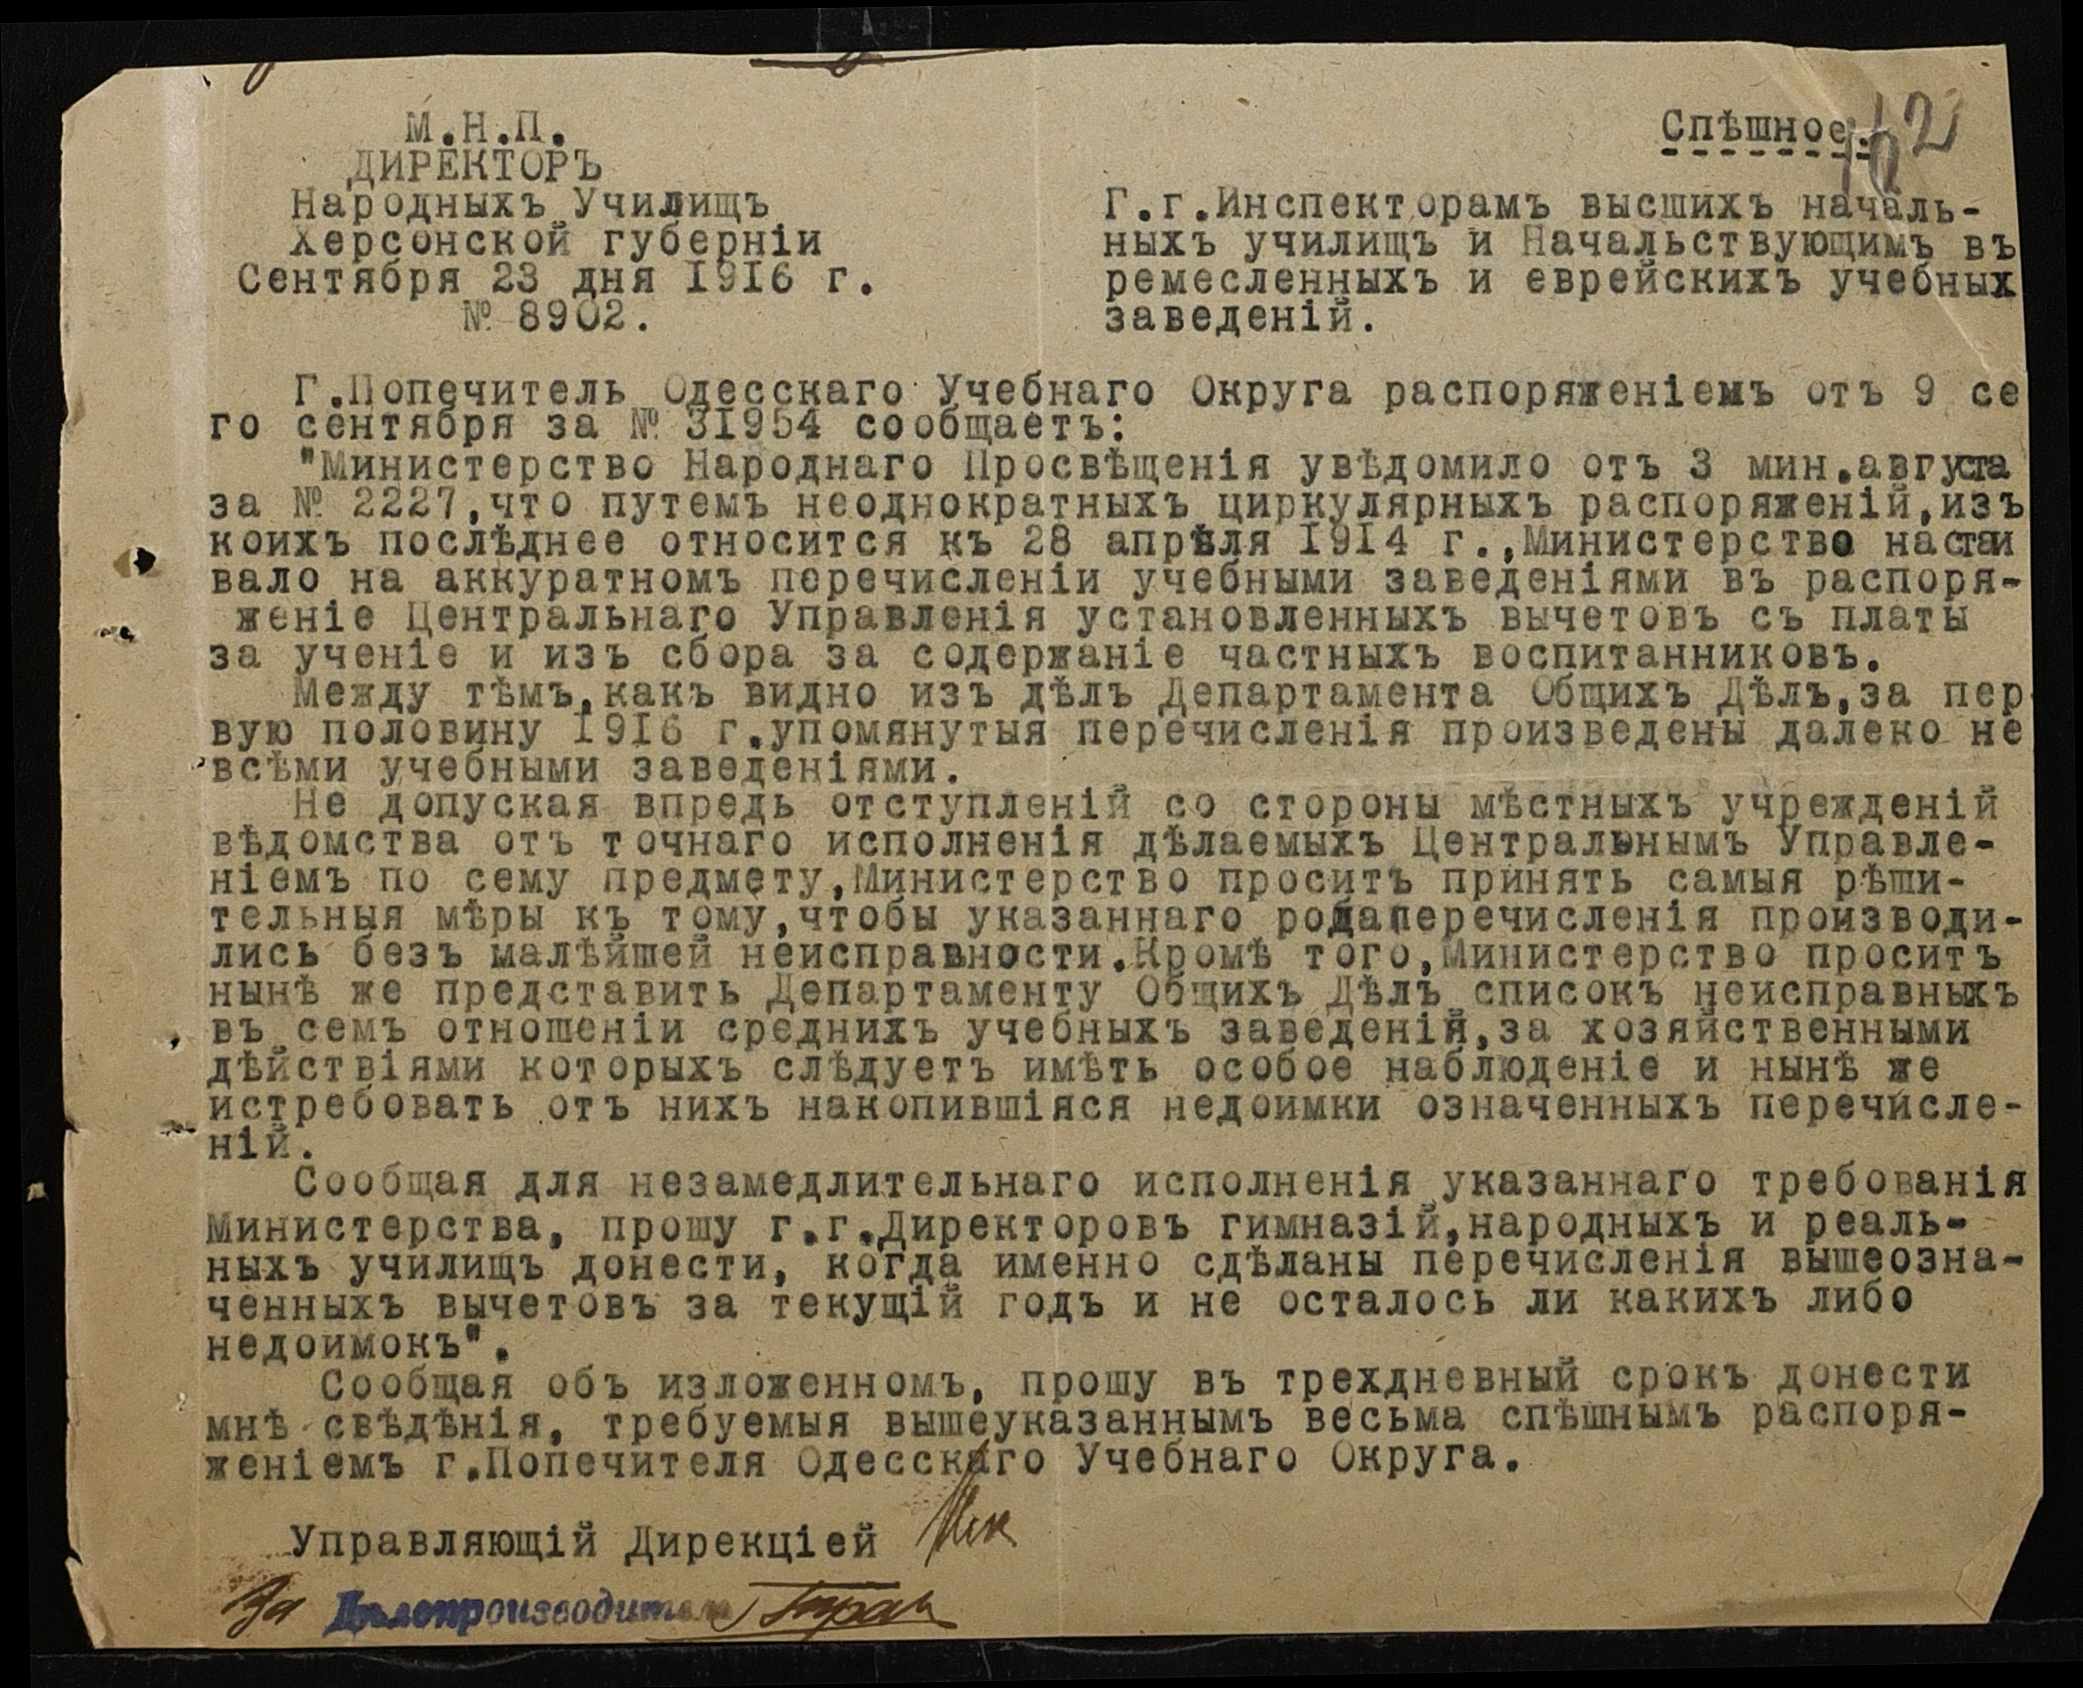 М.Н.П.
ДИРЕКТОРЪ
Народныхъ Училищъ
Херсонской губерніи
Сентября 23 дня 1916 г.
№ 8902.
Спѣшное.
162
Г.г.Инспекторамъ высшихъ началь-
ныхъ училищъ и Начальствующимъ въ
ремесленныхъ и еврейскихъ учебных
заведеній.
Г.Попечитель Одесскаго Учебнаго Округа распоряженіемъ отъ 9 се
го сентября за № 31954 сообщаетъ:
"Министерство Народнаго Просвѣщенія увѣдомило отъ 3 мин.августа
за № 2227,что путемъ неоднократныхъ циркулярныхъ распоряженій,изъ
коихъ послѣднее относится къ 28 апрѣля 1914 г.,Министерство настаи
вало на аккуратномъ перечисленіи учебными заведеніями въ распоря-
женіе Центральнаго Управленія установленныхъ вычетовъ съ платы
за ученіе и изъ сбора за содержаніе частныхъ воспитанниковъ.
Между тѣмъ,какъ видно изъ дѣлъ Департамента Общихъ Дѣлъ,за пер
вую половину 1916 г.упомянутыя перечисленія произведены далеко не
всѣми учебными заведеніями.
Не допуская впредь отступленій со стороны мѣстныхъ учрежденій
вѣдомства отъ точнаго исполненія дѣлаемыхъ Центральнымъ Управле-
ніемъ по сему предмету,Министерство проситъ принять самыя рѣши-
тельныя мѣры къ тому,чтобы указаннаго рода перечисленія производи-
лись безъ малѣйшей неисправности.Кромѣ того,Министерство проситъ
нынѣ же представить Департаменту Общихъ Дѣлъ списокъ неисправныхъ
въ семъ отношеніи среднихъ учебныхъ заведеній,за хозяйственными
дѣйствіями которыхъ слѣдуетъ имѣть особое наблюденіе и нынѣ же
истребовать отъ нихъ накопившіяся недоимки означенныхъ перечисле-
ній.
Сообщая для незамедлительнаго исполненія указаннаго требованія
Министерства, прошу г.г.Директоровъ гимназій,народныхъ и реаль-
ныхъ училищъ донести, когда именно сдѣланы перечисленія вышеозна-
ченныхъ вычетовъ за текущій годъ и не осталось ли какихъ либо
недоимокъ".
Сообщая объ изложенномъ, прошу въ трехдневный срокъ донести
мнѣ свѣдѣнія, требуемыя вышеуказаннымъ весьма спѣшнымъ распоря-
женіемъ г.Попечителя Одесскаго Учебнаго Округа.
Управляющій Дирекціей
За Дѣлопроизводителя